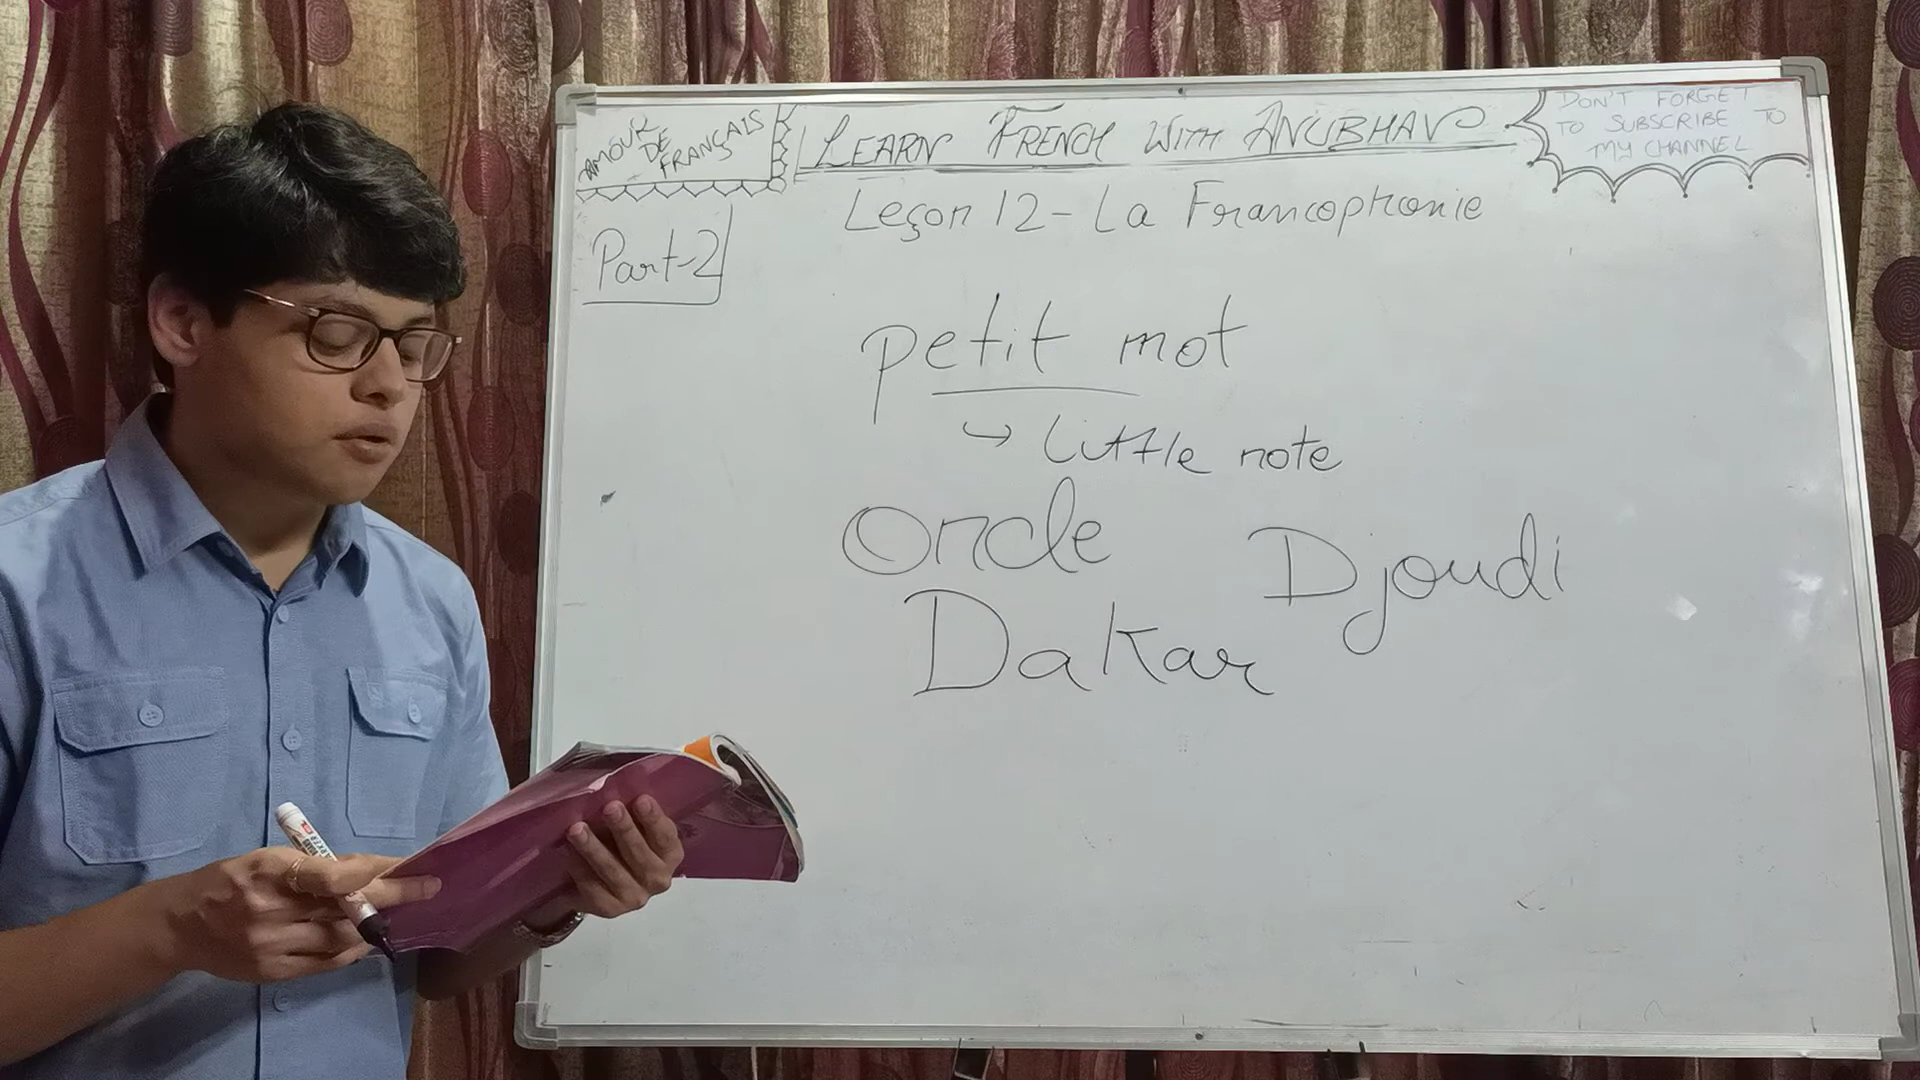 AMOUR
DE
FRANÇAIS
LEARN FRENCH WITH ANUBHAV
DON'T FORGET
TO SUBSCRIBE TO
MY CHANNEL
Leçon 12 - La Francophonie
Part-2
petit mot
↪ little note
oncle
Djoudi
Dakar